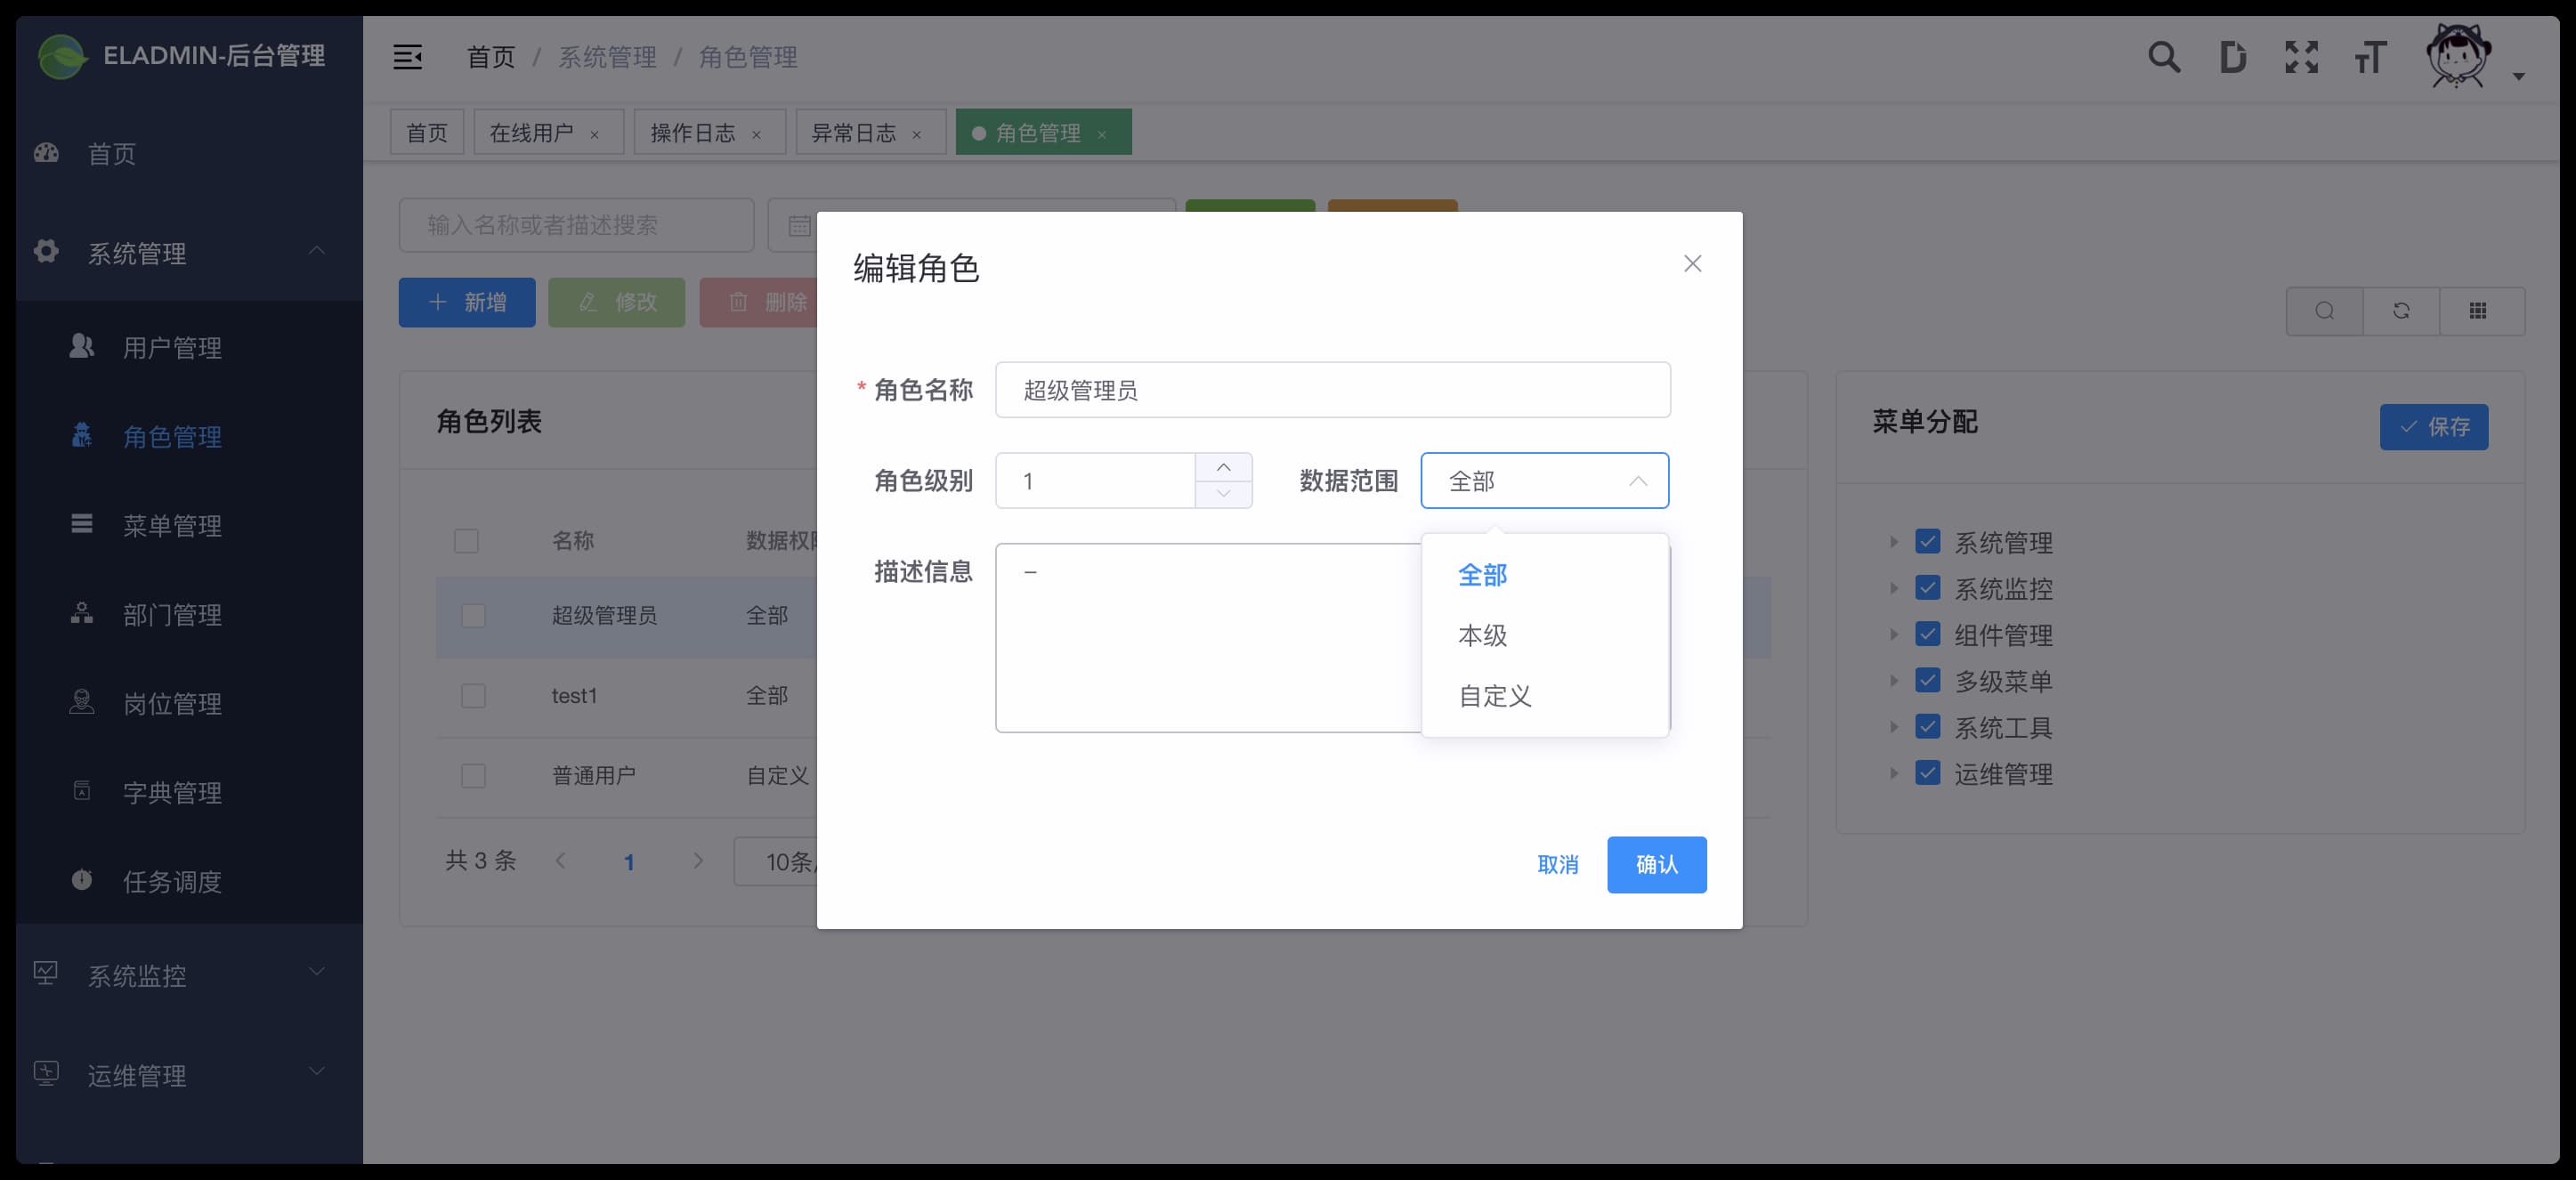 ELADMIN-后台管理
首页 / 系统管理 / 角色管理
首页
在线用户 ×
操作日志 ×
异常日志 ×
角色管理 ×
首页
系统管理
用户管理
角色管理
菜单管理
部门管理
岗位管理
字典管理
任务调度
系统监控
运维管理
输入名称或者描述搜索
新增
修改
删除
角色列表
名称 数据权
超级管理员 全部
test1 全部
普通用户 自定义
共 3 条 1 10条/
编辑角色
* 角色名称 超级管理员
角色级别 1 数据范围 全部
描述信息 –
全部
本级
自定义
取消 确认
菜单分配 保存
系统管理
系统监控
组件管理
多级菜单
系统工具
运维管理